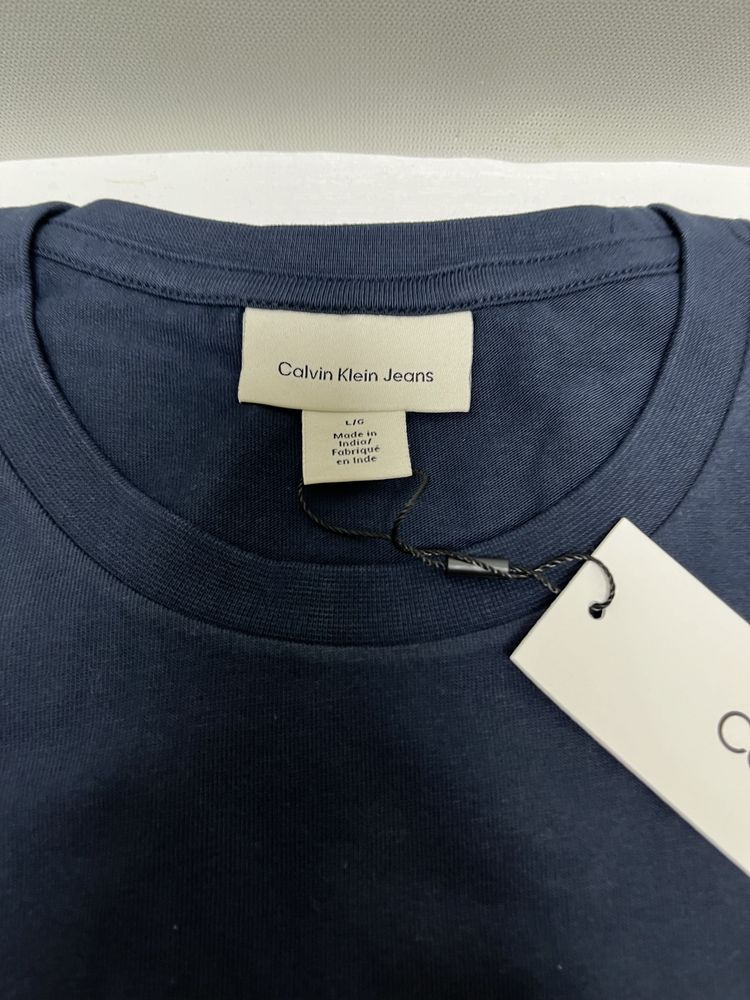 Calvin Klein Jeans
L/G
Made in
India/
Fabriqué
en Inde
C